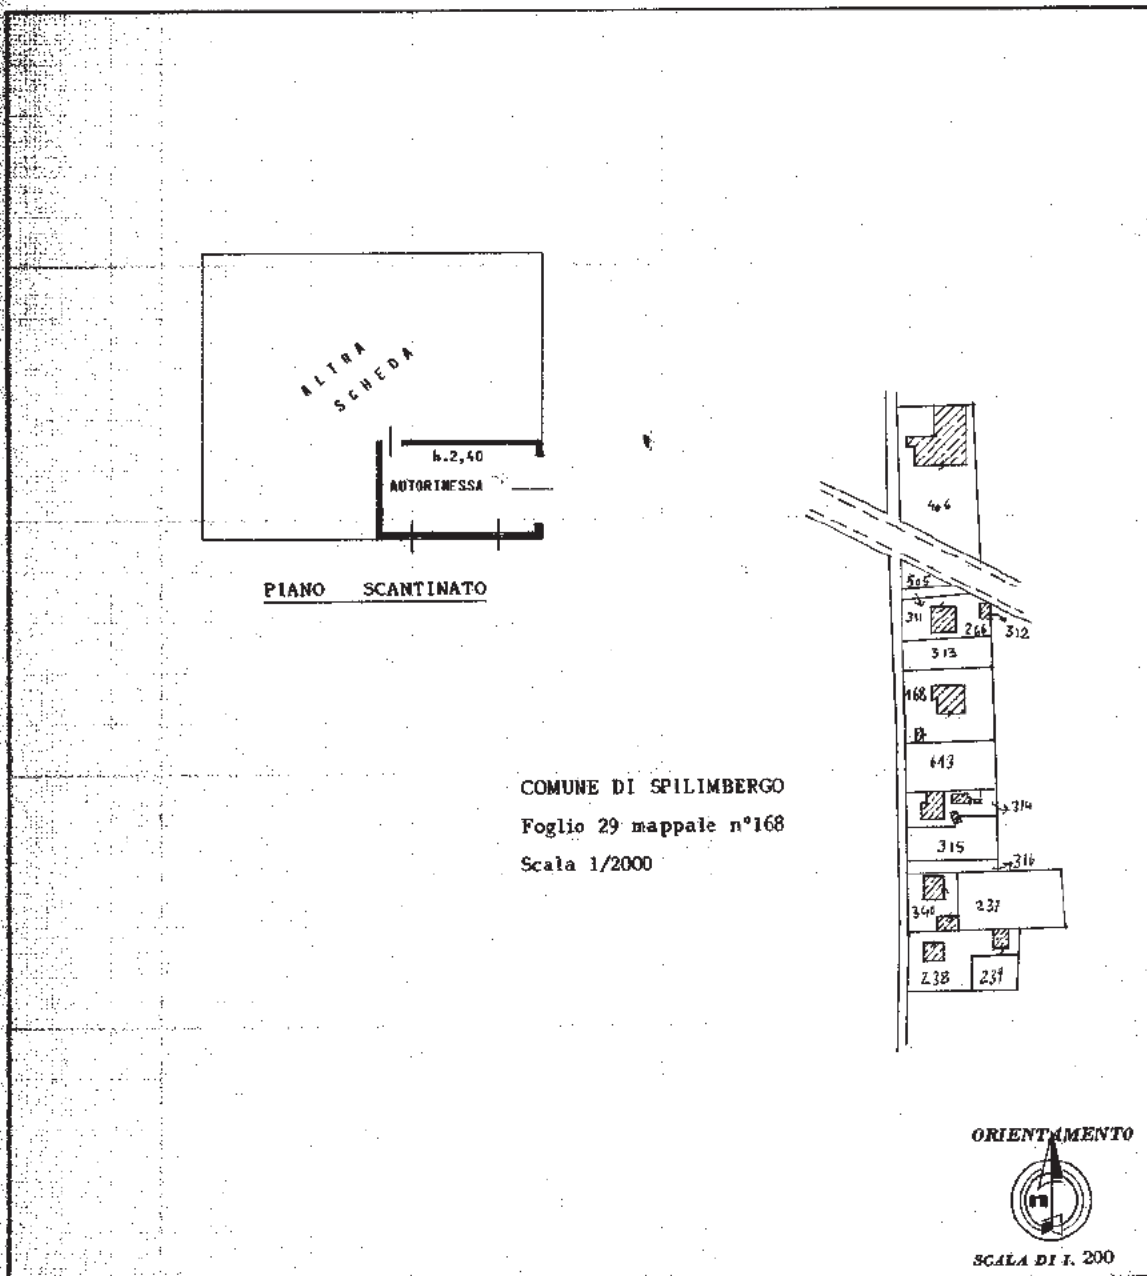 ALTRA
SCHEDA
h.2,40
AUTORIMESSA
PIANO SCANTINATO
COMUNE DI SPILIMBERGO
Foglio 29 mappale n°168
Scala 1/2000
505
311
266
312
313
168
643
314
315
316
340
237
238
239
ORIENTAMENTO
SCALA DI 1. 200